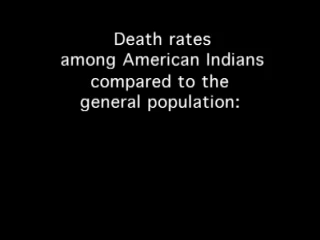 Death rates
among American Indians
compared to the
general population: